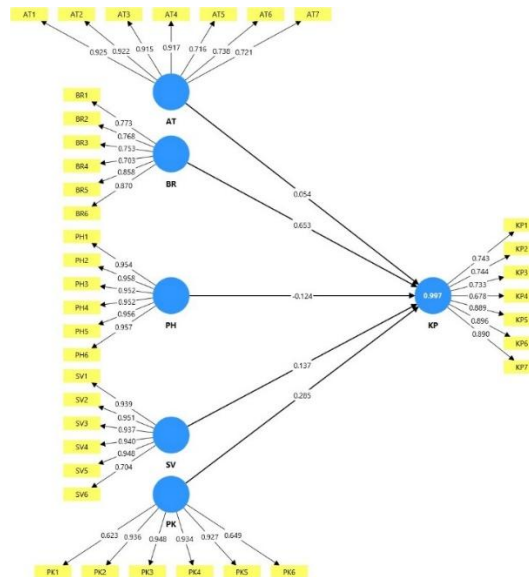 AT1 AT2 AT3 AT4 AT5 AT6 AT7
0.925 0.922 0.915 0.917 0.716 0.738 0.721
AT
BR1
BR2
BR3
BR4
BR5
BR6
0.773
0.768
0.753
0.703
0.858
0.870
BR
0.054
0.653
PH1
PH2
PH3
PH4
PH5
PH6
0.954
0.958
0.952
0.952
0.956
0.957
PH
-0.124
0.997
KP
0.743
0.744
0.733
0.678
0.889
0.896
0.890
KP1
KP2
KP3
KP4
KP5
KP6
KP7
SV1
SV2
SV3
SV4
SV5
SV6
0.939
0.951
0.937
0.940
0.948
0.704
SV
0.137
0.285
PK
0.623 0.936 0.948 0.934 0.927 0.649
PK1 PK2 PK3 PK4 PK5 PK6